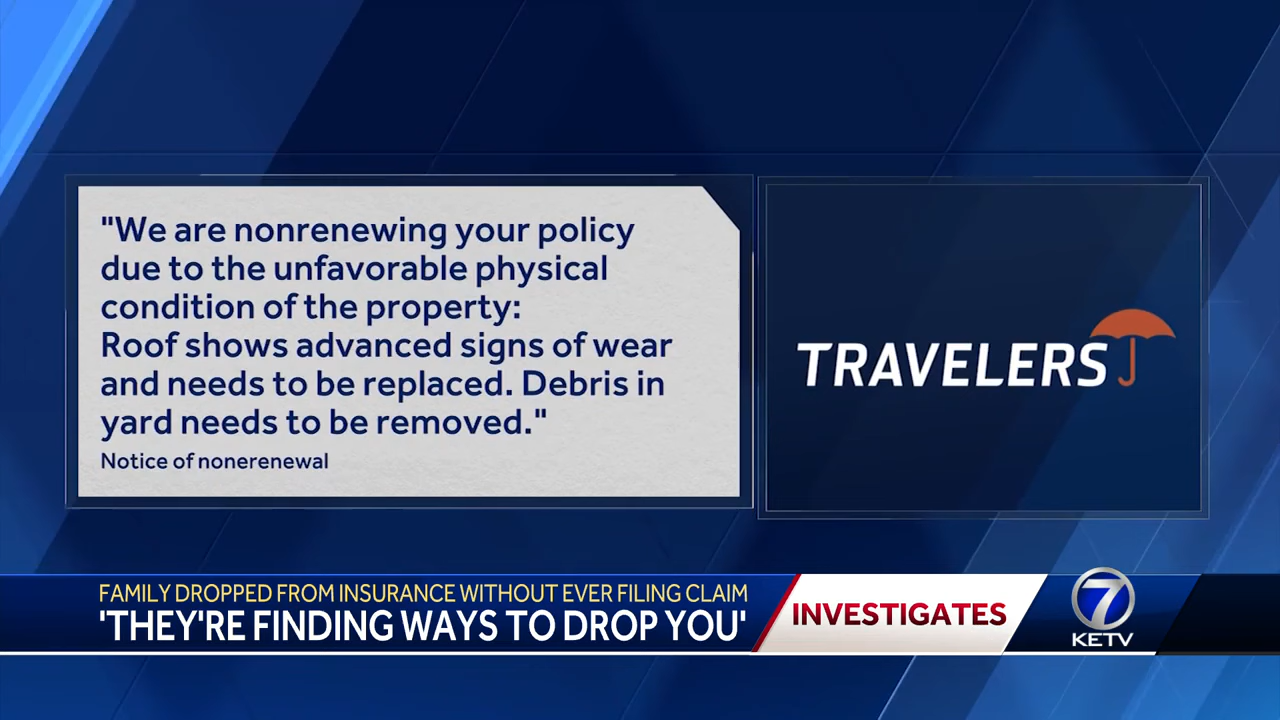 "We are nonrenewing your policy
due to the unfavorable physical
condition of the property:
Roof shows advanced signs of wear
and needs to be replaced. Debris in
yard needs to be removed."
Notice of nonerenewal
TRAVELERS
FAMILY DROPPED FROM INSURANCE WITHOUT EVER FILING CLAIM
'THEY'RE FINDING WAYS TO DROP YOU'
INVESTIGATES
7
KETV